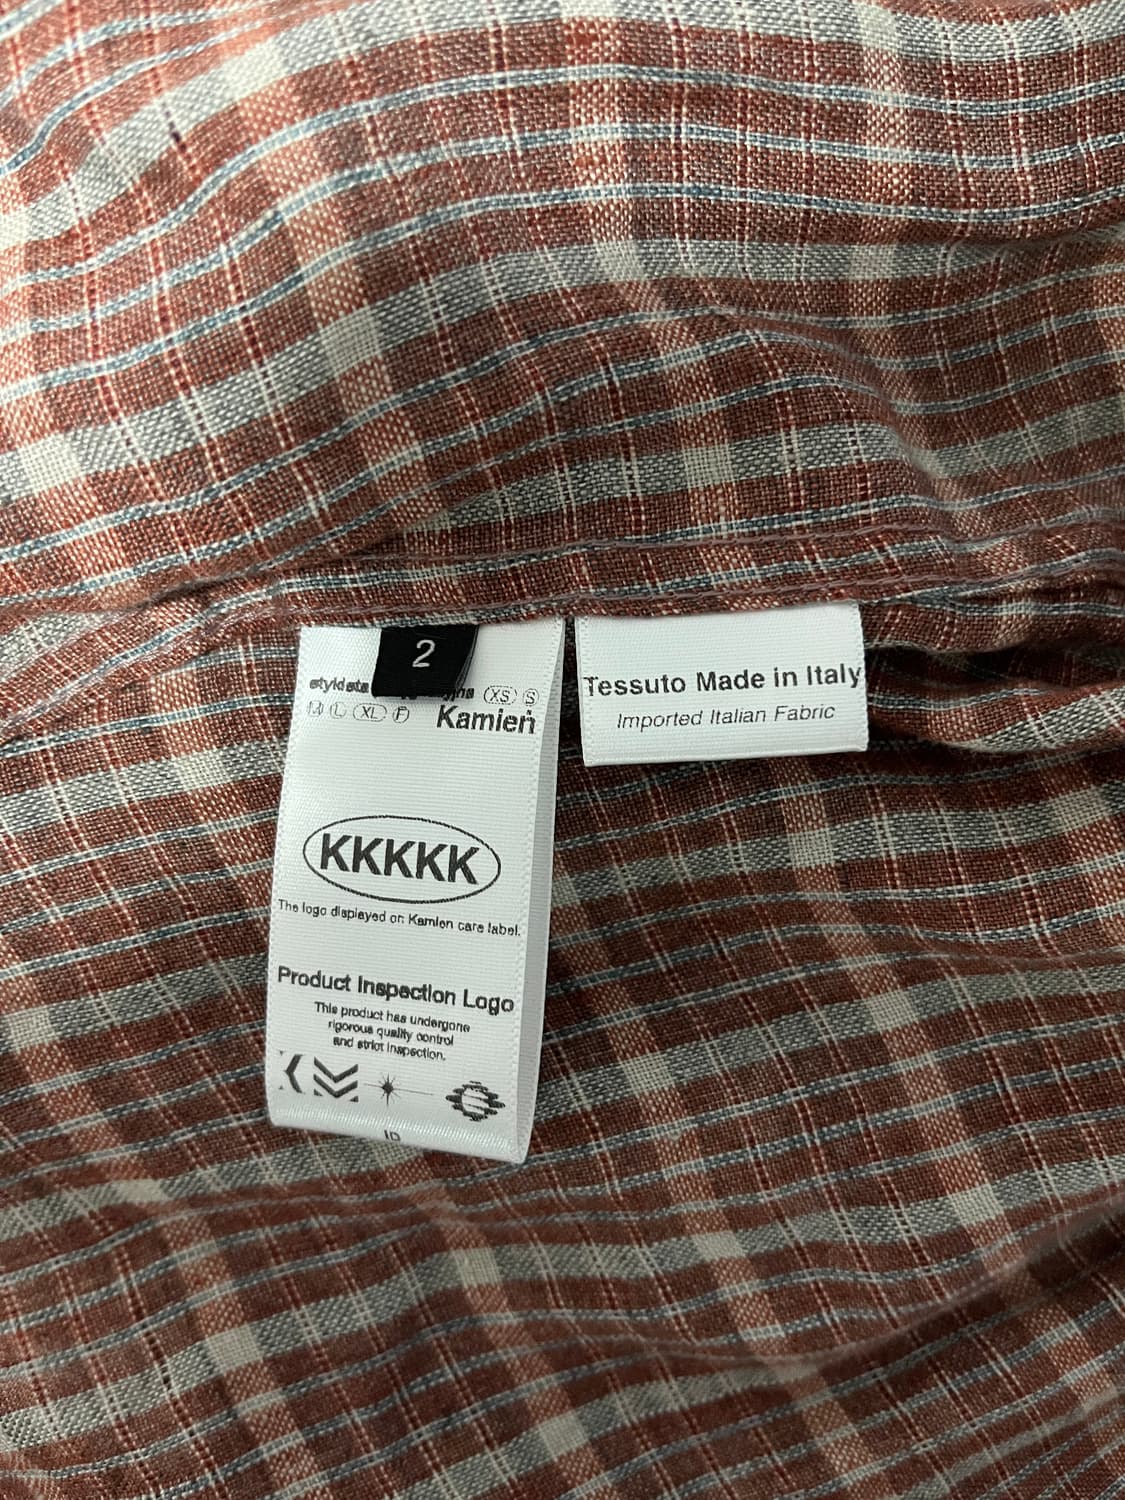 2
XS S
M L XL F
Kamień
KKKKK
The logo displayed on Kamien care label.
Product Inspection Logo
This product has undergone
rigorous quality control
and strict inspection.
Tessuto Made in Italy
Imported Italian Fabric